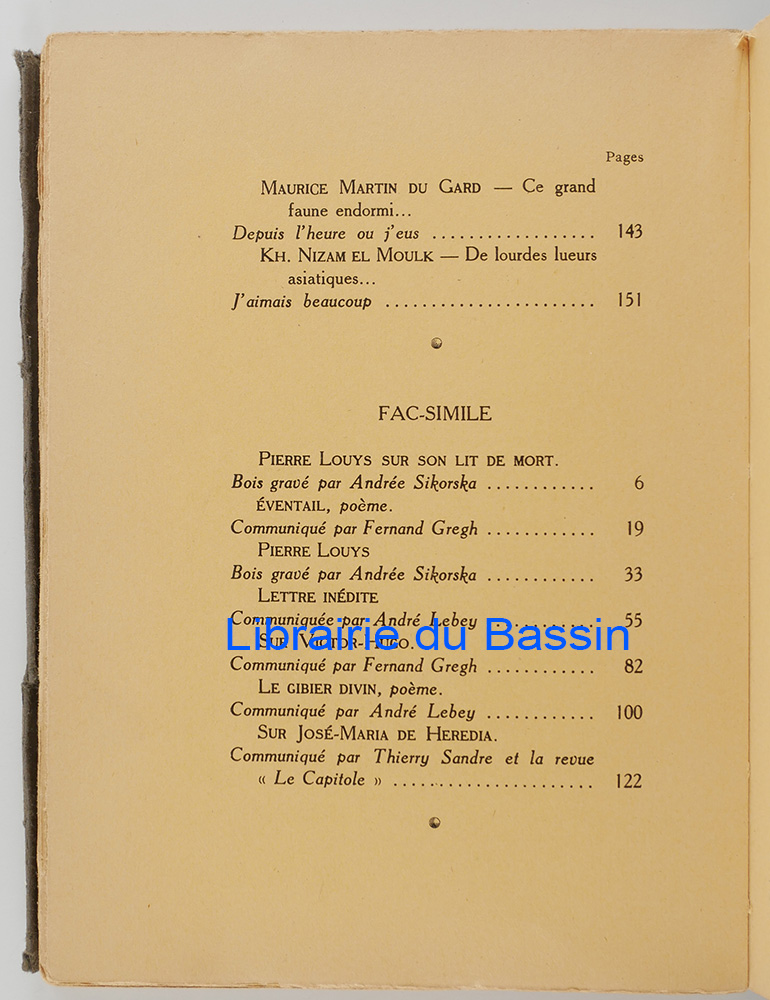 Pages
MAURICE MARTIN DU GARD — Ce grand
faune endormi...
Depuis l'heure ou j'eus .................. 143
KH. NIZAM EL MOULK — De lourdes lueurs
asiatiques...
J'aimais beaucoup ....................... 151
FAC-SIMILE
PIERRE LOUYS SUR SON LIT DE MORT.
Bois gravé par Andrée Sikorska ............ 6
ÉVENTAIL, poème.
Communiqué par Fernand Gregh ............ 19
PIERRE LOUYS
Bois gravé par Andrée Sikorska ............ 33
LETTRE INÉDITE
Communiquée par André Lebey ............ 55
Librairie du Bassin
SUR VICTOR-HUGO.
Communiqué par Fernand Gregh ............ 82
LE GIBIER DIVIN, poème.
Communiqué par André Lebey ............ 100
SUR JOSÉ-MARIA DE HEREDIA.
Communiqué par Thierry Sandre et la revue
« Le Capitole » ...................... 122